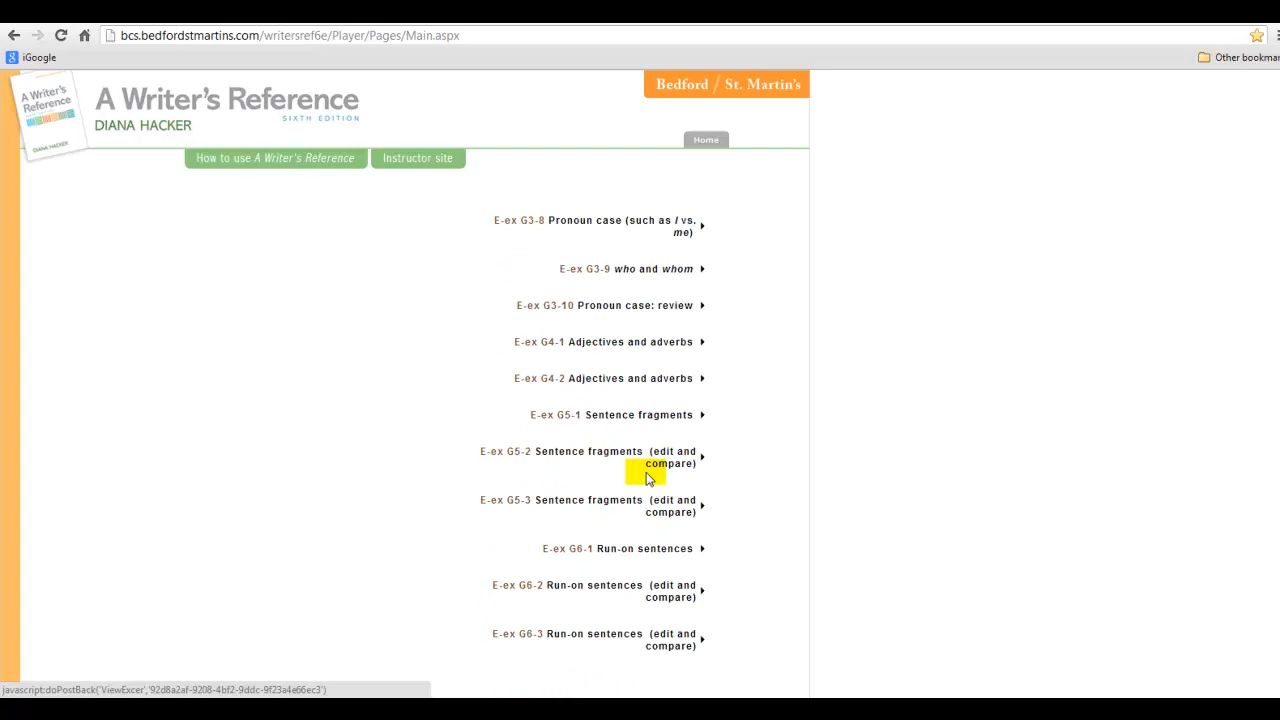 bcs.bedfordstmartins.com/writersref6e/Player/Pages/Main.aspx
iGoogle
Other bookmar
A Writer's Reference
DIANA HACKER
A Writer's Reference
SIXTH EDITION
DIANA HACKER
Bedford / St. Martin's
Home
How to use A Writer's Reference
Instructor site
E-ex G3-8 Pronoun case (such as I vs.
me)
E-ex G3-9 who and whom
E-ex G3-10 Pronoun case: review
E-ex G4-1 Adjectives and adverbs
E-ex G4-2 Adjectives and adverbs
E-ex G5-1 Sentence fragments
E-ex G5-2 Sentence fragments (edit and
compare)
E-ex G5-3 Sentence fragments (edit and
compare)
E-ex G6-1 Run-on sentences
E-ex G6-2 Run-on sentences (edit and
compare)
E-ex G6-3 Run-on sentences (edit and
compare)
javascript:doPostBack('ViewExcer','92d8a2af-9208-4bf2-9ddc-9f23a4e66ec3')